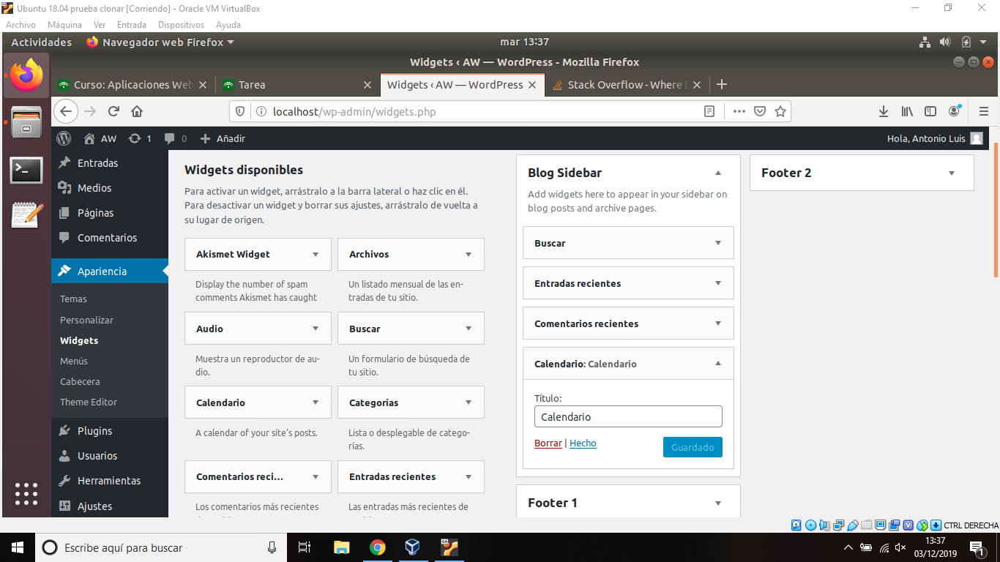 Ubuntu 18.04 prueba clonar [Corriendo] - Oracle VM VirtualBox
Archivo Máquina Ver Entrada Dispositivos Ayuda
Actividades Navegador web Firefox mar 13:37
Widgets ‹ AW — WordPress - Mozilla Firefox
Curso: Aplicaciones Web Tarea Widgets ‹ AW — WordPress Stack Overflow - Where D
localhost/wp-admin/widgets.php
AW 1 0 Añadir Hola, Antonio Luis
Entradas
Medios
Páginas
Comentarios
Apariencia
Temas
Personalizar
Widgets
Menús
Cabecera
Theme Editor
Plugins
Usuarios
Herramientas
Ajustes
Widgets disponibles
Para activar un widget, arrástralo a la barra lateral o haz clic en él.
Para desactivar un widget y borrar sus ajustes, arrástralo de vuelta a
su lugar de origen.
Akismet Widget
Display the number of spam
comments Akismet has caught
Archivos
Un listado mensual de las en-
tradas de tu sitio.
Audio
Muestra un reproductor de au-
dio.
Buscar
Un formulario de búsqueda de
tu sitio.
Calendario
A calendar of your site's posts.
Categorías
Lista o desplegable de catego-
rías.
Comentarios reci...
Los comentarios más recientes
Entradas recientes
Las entradas más recientes de
Blog Sidebar
Add widgets here to appear in your sidebar on
blog posts and archive pages.
Buscar
Entradas recientes
Comentarios recientes
Calendario: Calendario
Título:
Calendario
Borrar | Hecho Guardado
Footer 1
Footer 2
CTRL DERECHA
Escribe aquí para buscar
64
13:37
03/12/2019
1